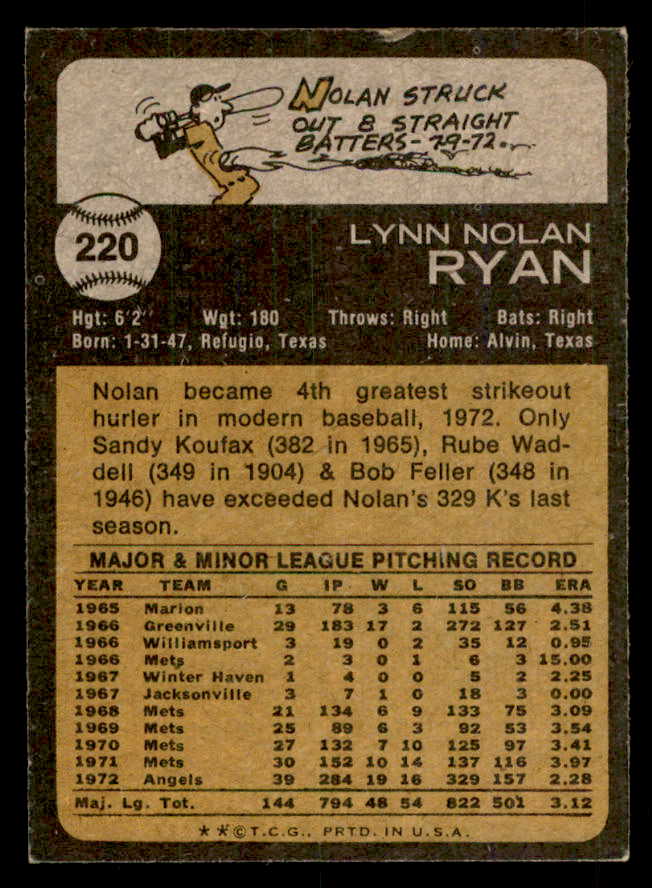 NOLAN STRUCK
OUT 8 STRAIGHT
BATTERS-7-9-72...
220
LYNN NOLAN
RYAN
Hgt: 6'2" Wgt: 180 Throws: Right Bats: Right
Born: 1-31-47, Refugio, Texas Home: Alvin, Texas
Nolan became 4th greatest strikeout
hurler in modern baseball, 1972. Only
Sandy Koufax (382 in 1965), Rube Wad-
dell (349 in 1904) & Bob Feller (348 in
1946) have exceeded Nolan's 329 K's last
season.
MAJOR & MINOR LEAGUE PITCHING RECORD
YEAR TEAM G IP W L SO BB ERA
1965 Marion 13 78 3 6 115 56 4.38
1966 Greenville 29 183 17 2 272 127 2.51
1966 Williamsport 3 19 0 2 35 12 0.95
1966 Mets 2 3 0 1 6 3 15.00
1967 Winter Haven 1 4 0 0 5 2 2.25
1967 Jacksonville 3 7 1 0 18 3 0.00
1968 Mets 21 134 6 9 133 75 3.09
1969 Mets 25 89 6 3 92 53 3.54
1970 Mets 27 132 7 10 125 97 3.41
1971 Mets 30 152 10 14 137 116 3.97
1972 Angels 39 284 19 16 329 157 2.28
Maj. Lg. Tot. 144 794 48 54 822 501 3.12
★ ★ © T.C.G., PRTD. IN U.S.A.